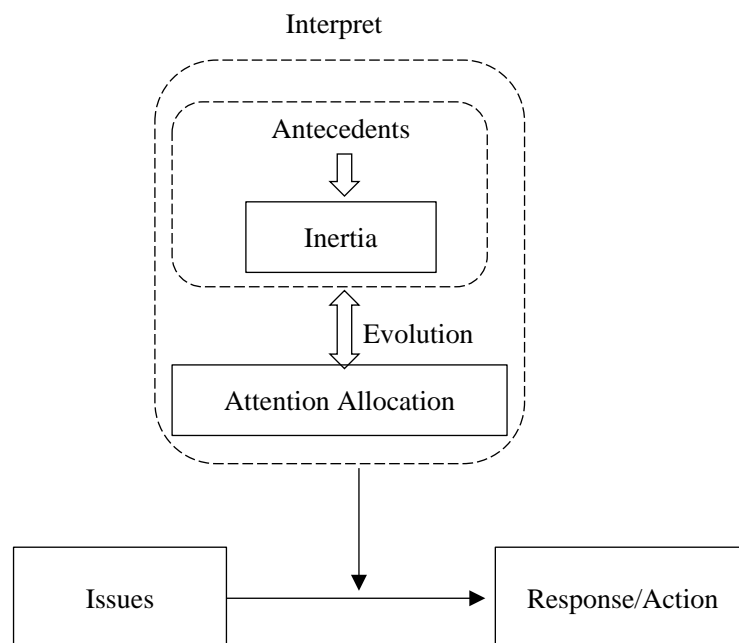 Interpret
Antecedents
Inertia
Evolution
Attention Allocation
Issues
Response/Action